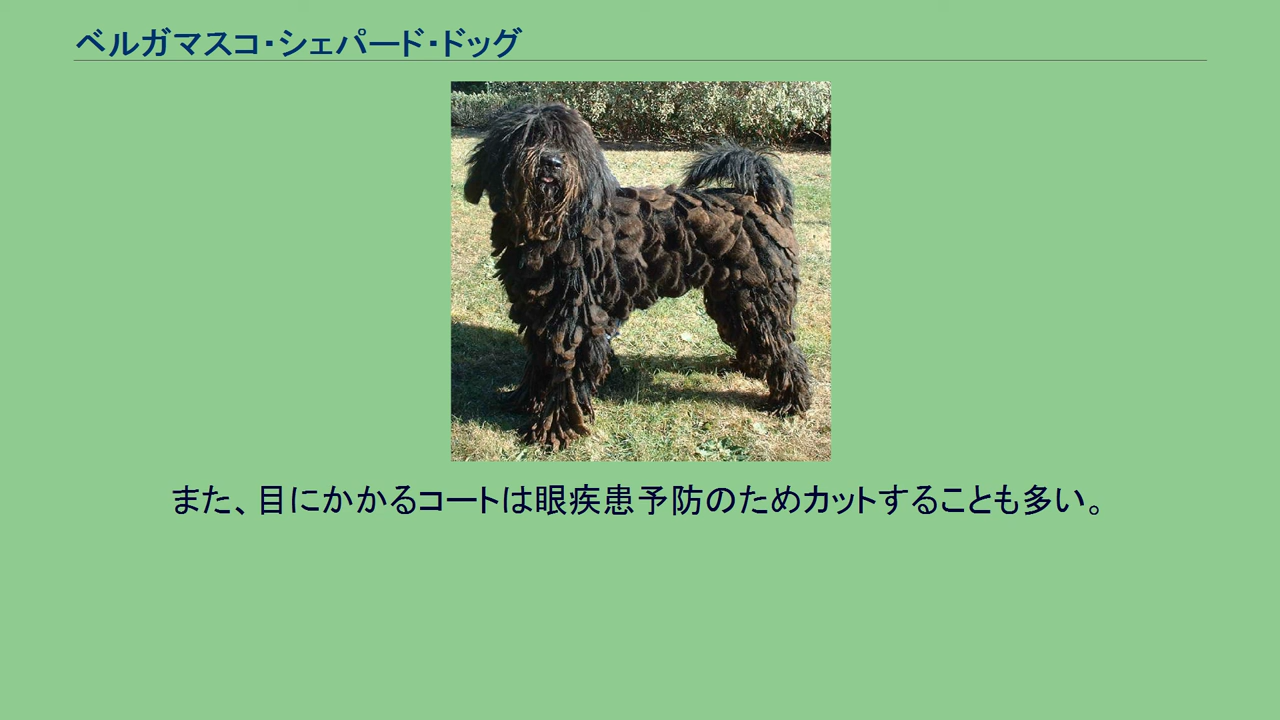 ベルガマスコ・シェパード・ドッグ
また、目にかかるコートは眼疾患予防のためカットすることも多い。